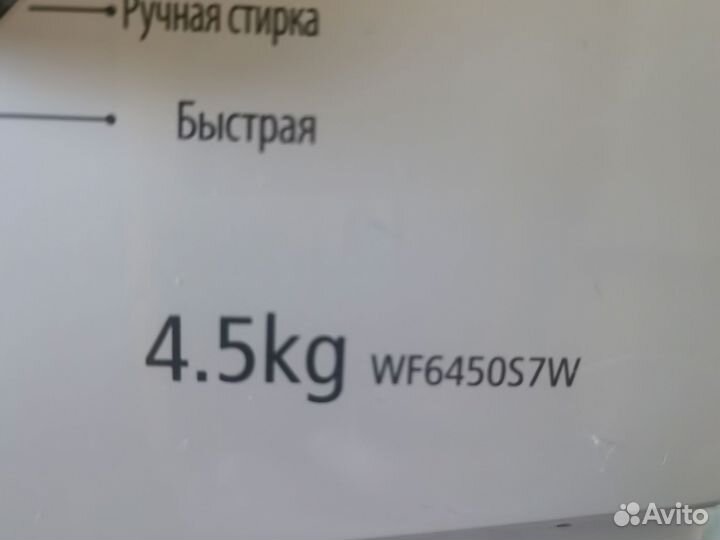 Ручная стирка
Быстрая
4.5kg WF6450S7W
Avito